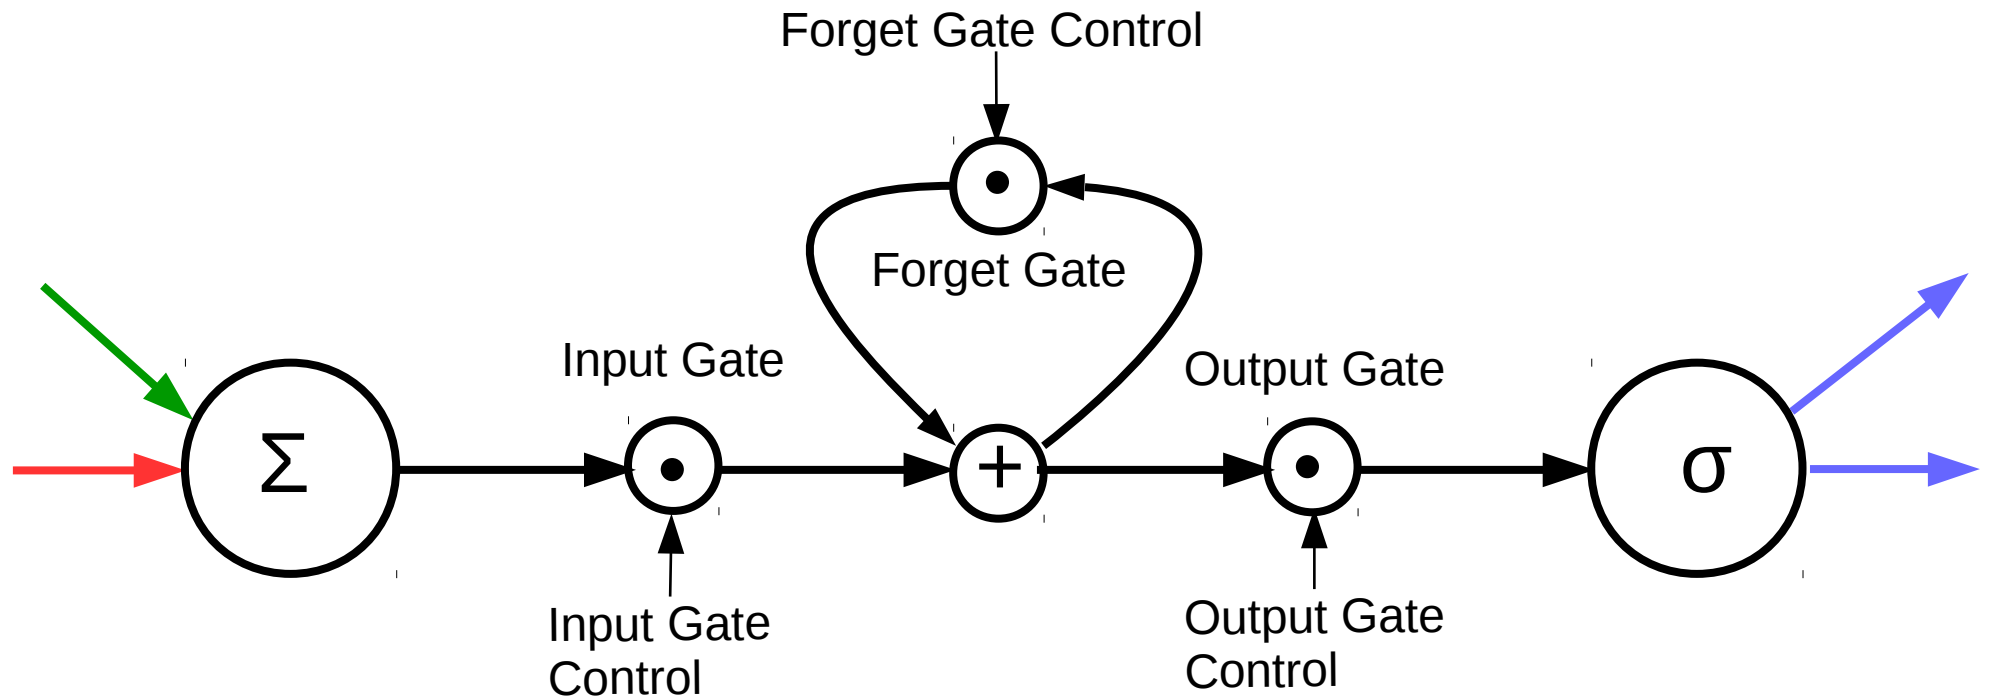 Forget Gate Control
Forget Gate
Input Gate
Output Gate
Σ
+
σ
Input Gate
Control
Output Gate
Control